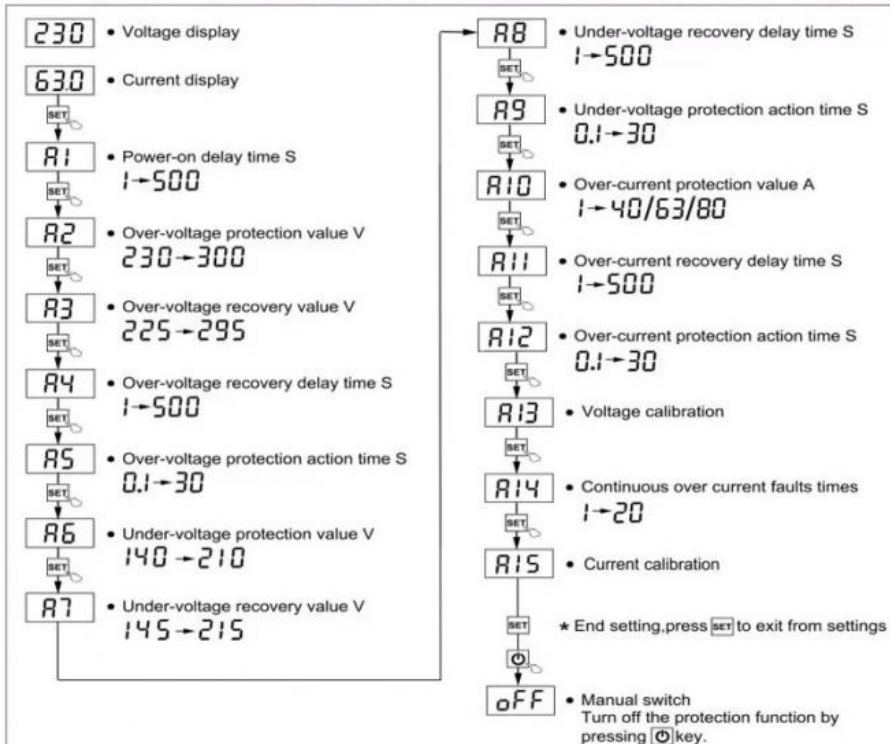 230 • Voltage display
63.0 • Current display
SET
A1 • Power-on delay time S
1→500
SET
A2 • Over-voltage protection value V
230→300
SET
A3 • Over-voltage recovery value V
225→295
SET
A4 • Over-voltage recovery delay time S
1→500
SET
A5 • Over-voltage protection action time S
0.1→30
SET
A6 • Under-voltage protection value V
140→210
SET
A7 • Under-voltage recovery value V
145→215
A8 • Under-voltage recovery delay time S
1→500
SET
A9 • Under-voltage protection action time S
0.1→30
SET
A10 • Over-current protection value A
1→40/63/80
SET
A11 • Over-current recovery delay time S
1→500
SET
A12 • Over-current protection action time S
0.1→30
SET
A13 • Voltage calibration
SET
A14 • Continuous over current faults times
1→20
SET
A15 • Current calibration
SET * End setting,press SET to exit from settings
oFF • Manual switch
Turn off the protection function by
pressing key.